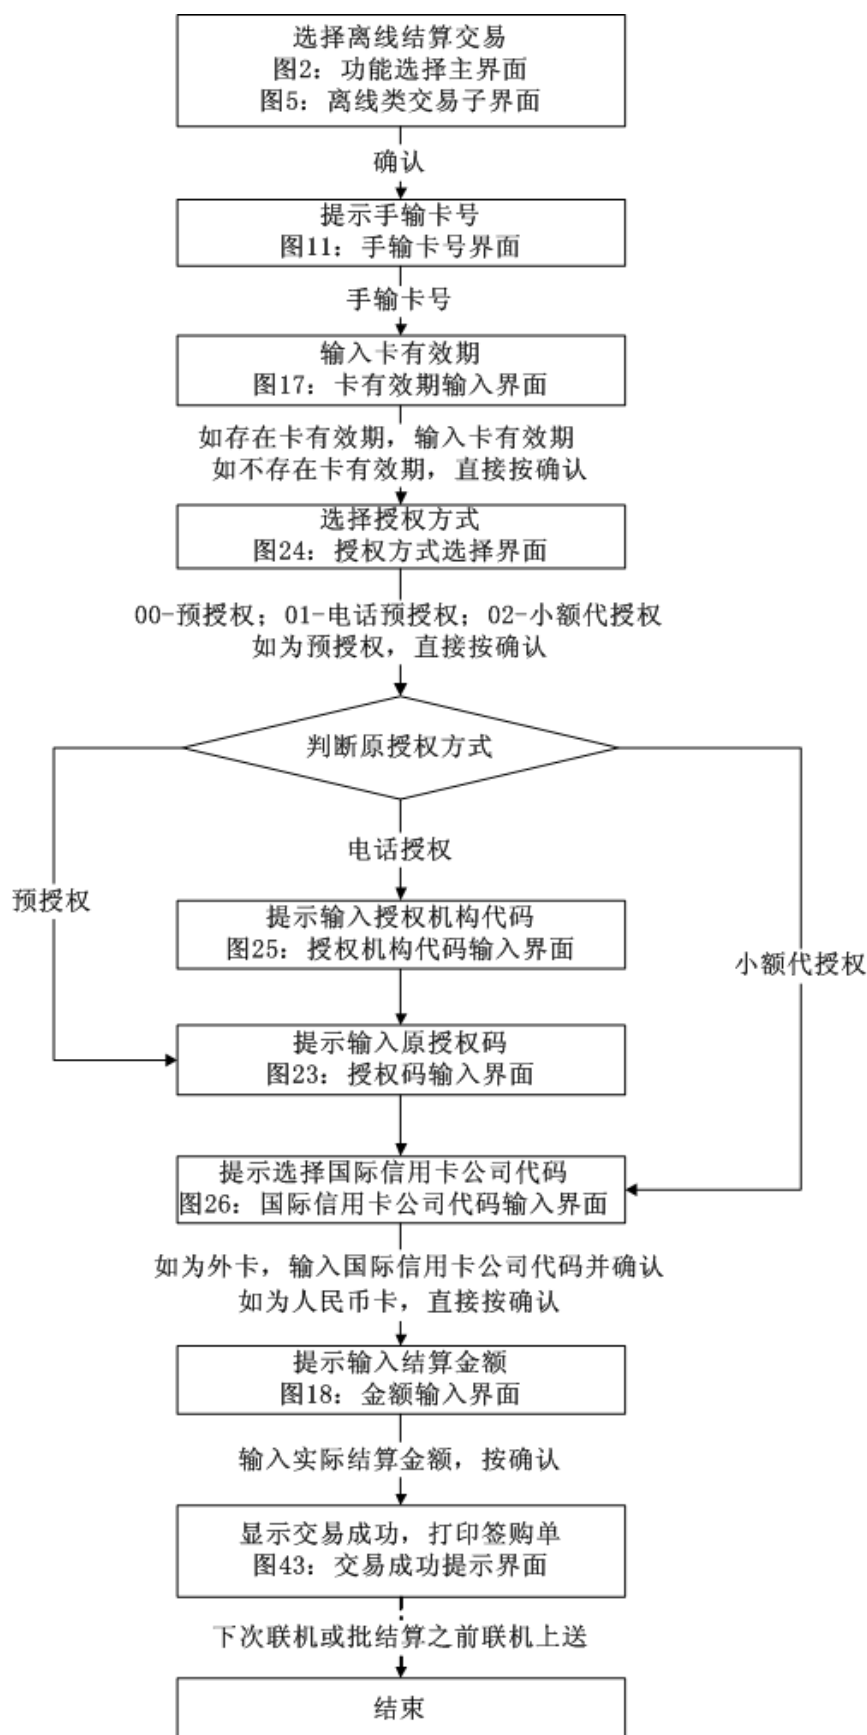 选择离线结算交易
图2：功能选择主界面
图5：离线类交易子界面
确认
提示手输卡号
图11：手输卡号界面
手输卡号
输入卡有效期
图17：卡有效期输入界面
如存在卡有效期，输入卡有效期
如不存在卡有效期，直接按确认
选择授权方式
图24：授权方式选择界面
00-预授权；01-电话预授权；02-小额代授权
如为预授权，直接按确认
判断原授权方式
电话授权
预授权
提示输入授权机构代码
图25：授权机构代码输入界面
小额代授权
提示输入原授权码
图23：授权码输入界面
提示选择国际信用卡公司代码
图26：国际信用卡公司代码输入界面
如为外卡，输入国际信用卡公司代码并确认
如为人民币卡，直接按确认
提示输入结算金额
图18：金额输入界面
输入实际结算金额，按确认
显示交易成功，打印签购单
图43：交易成功提示界面
下次联机或批结算之前联机上送
结束